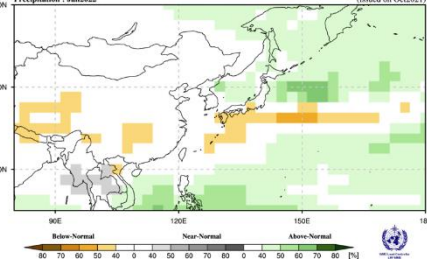 Precipitation : Jan2022 (Issued on Oct2021)
90E 120E 150E 18
Below-Normal Near-Normal Above-Normal
80 70 60 50 40 0 40 50 60 70 80 0 40 50 60 70 80 [%]